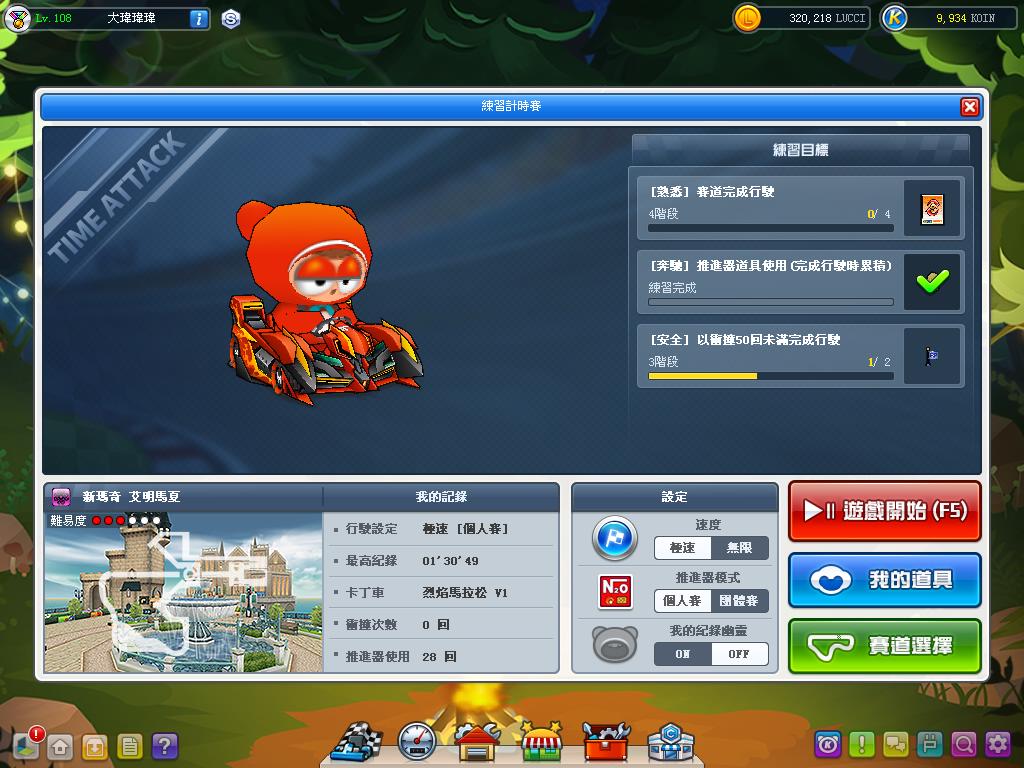 Lv. 108 大瑋瑋瑋 i S
L 320,218 LUCCI K 9,934 KOIN
練習計時賽
TIME ATTACK
練習目標
[熟悉] 賽道完成行駛
4階段 0/ 4
[奔馳] 推進器道具使用(完成行駛時累積)
練習完成
[安全] 以衝撞50回未滿完成行駛
3階段 1/ 2
新瑪奇 艾明馬夏
難易度
我的記錄
行駛設定 極速 [個人賽]
最高紀錄 01'30'49
卡丁車 烈焰馬拉松 V1
衝撞次數 0 回
推進器使用 28 回
設定
速度
極速 無限
N2O
推進器模式
個人賽 團體賽
我的紀錄幽靈
ON OFF
遊戲開始 (F5)
我的道具
賽道選擇
! ? C K !